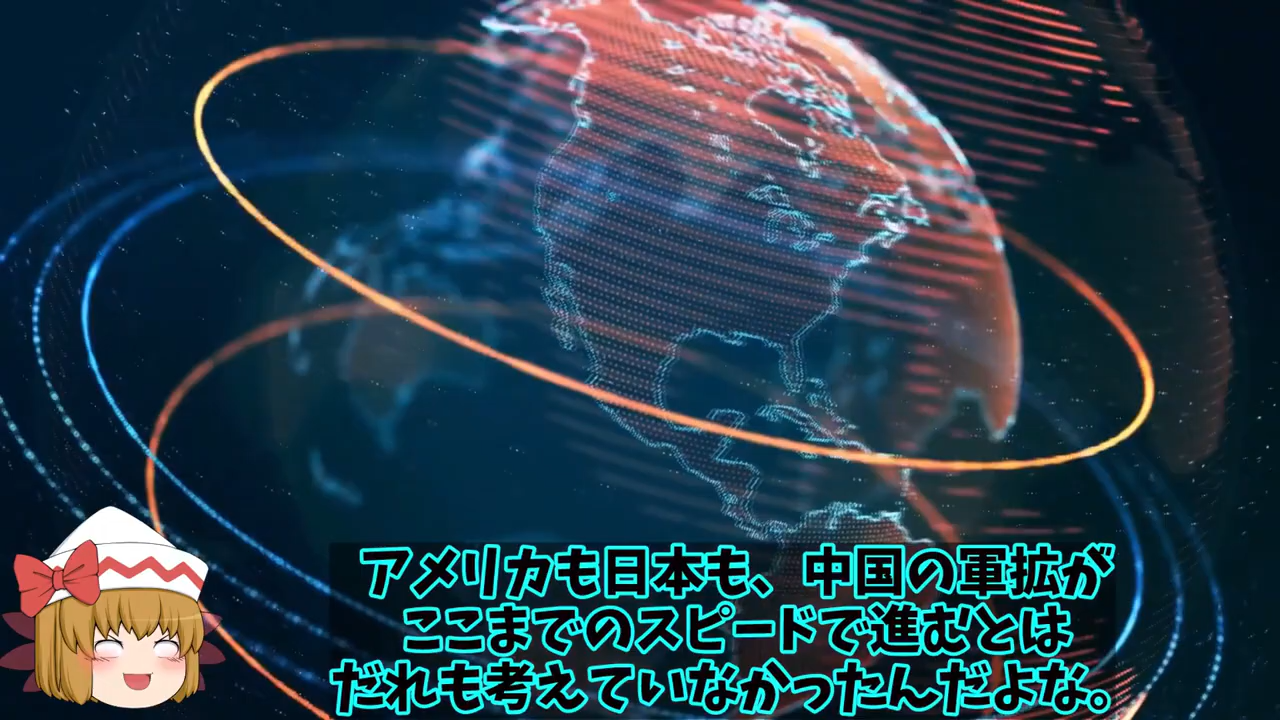 アメリカも日本も、中国の軍拡が
ここまでのスピードで進むとは
だれも考えていなかったんだよな。